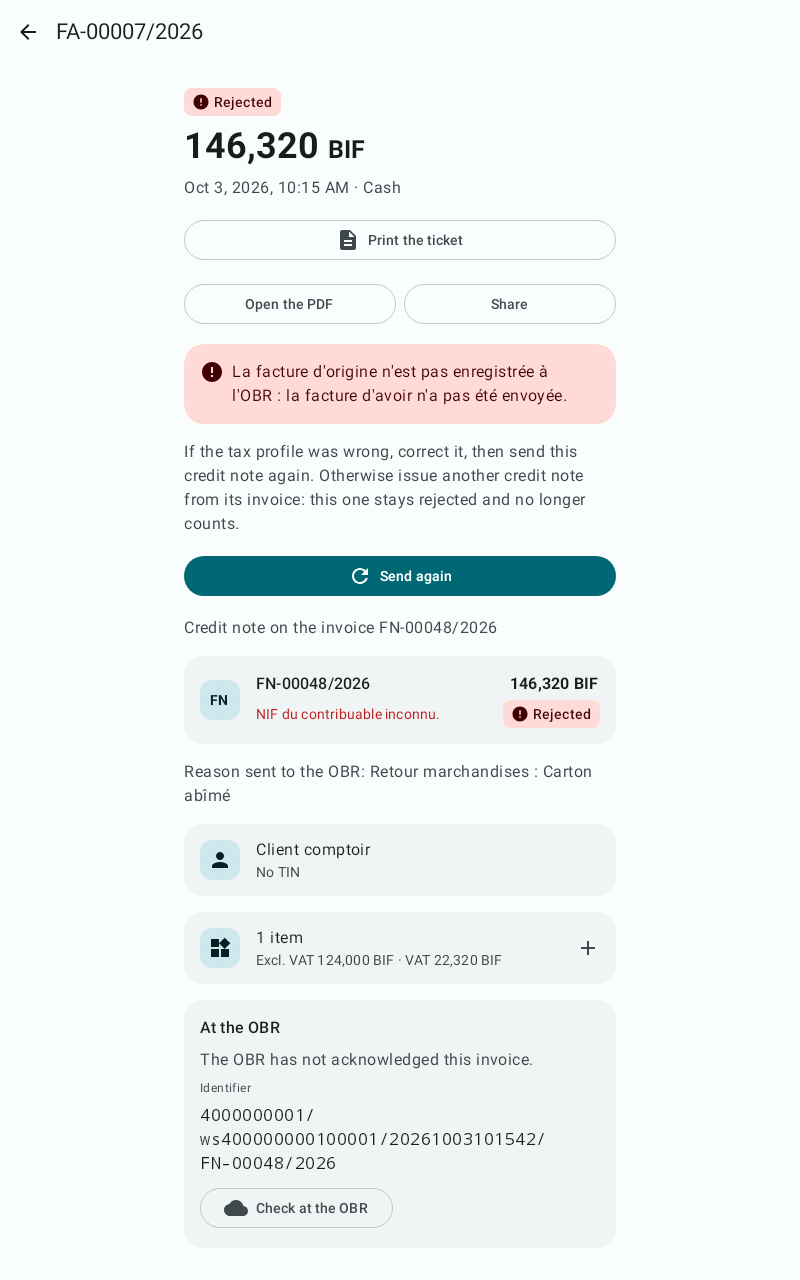 FA-00007/2026
Rejected
146,320 BIF
Oct 3, 2026, 10:15 AM · Cash
Print the ticket
Open the PDF
Share
La facture d'origine n'est pas enregistrée à
l'OBR : la facture d'avoir n'a pas été envoyée.
If the tax profile was wrong, correct it, then send this
credit note again. Otherwise issue another credit note
from its invoice: this one stays rejected and no longer
counts.
Send again
Credit note on the invoice FN-00048/2026
FN
FN-00048/2026
146,320 BIF
NIF du contribuable inconnu.
Rejected
Reason sent to the OBR: Retour marchandises : Carton
abîmé
Client comptoir
No TIN
1 item
Excl. VAT 124,000 BIF · VAT 22,320 BIF
At the OBR
The OBR has not acknowledged this invoice.
Identifier
4000000001/
ws400000000100001/20261003101542/
FN-00048/2026
Check at the OBR